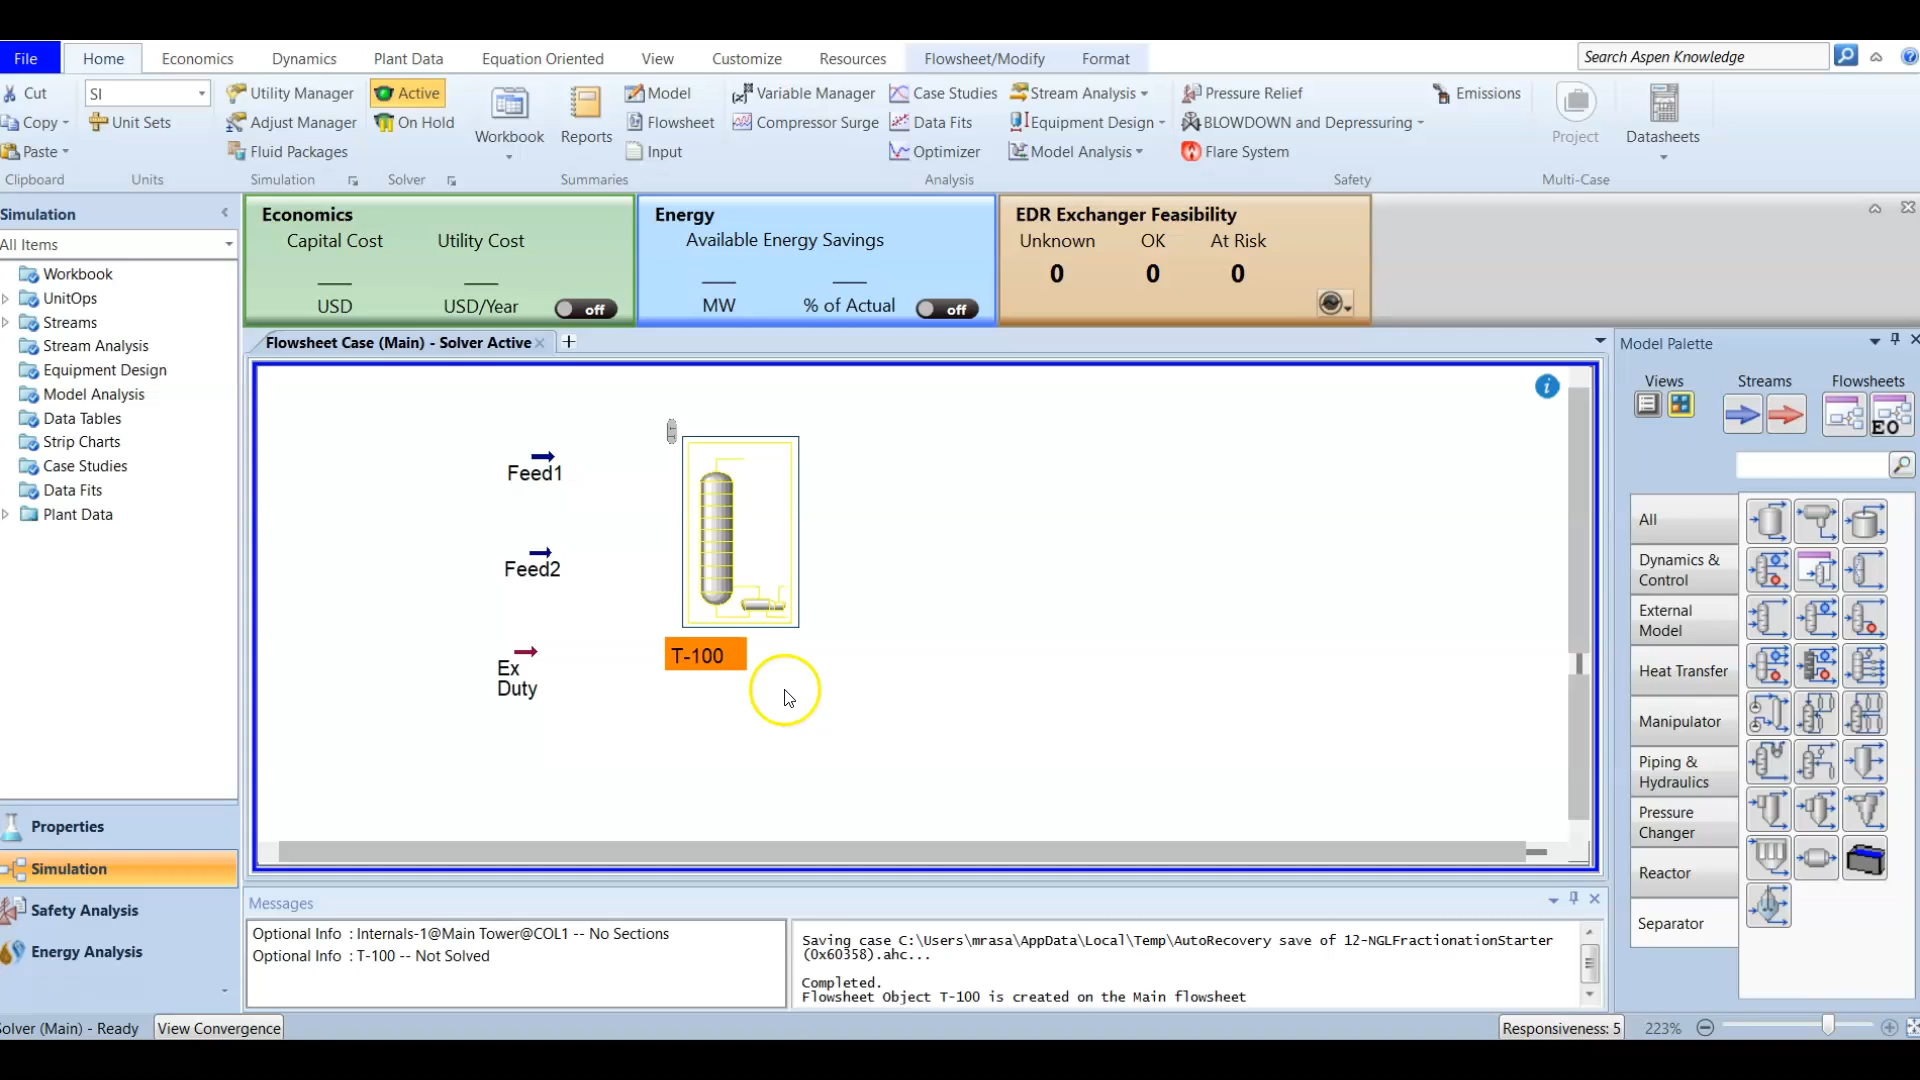 File
Home
Economics
Dynamics
Plant Data
Equation Oriented
View
Customize
Resources
Flowsheet/Modify
Format
Search Aspen Knowledge
Cut
Copy
Paste
Clipboard
SI
Unit Sets
Units
Utility Manager
Adjust Manager
Fluid Packages
Simulation
Active
On Hold
Solver
Workbook
Reports
Model
Flowsheet
Input
Summaries
Variable Manager
Compressor Surge
Case Studies
Data Fits
Optimizer
Stream Analysis
Equipment Design
Model Analysis
Analysis
Pressure Relief
BLOWDOWN and Depressuring
Flare System
Emissions
Safety
Project
Multi-Case
Datasheets
Simulation
All Items
Workbook
UnitOps
Streams
Stream Analysis
Equipment Design
Model Analysis
Data Tables
Strip Charts
Case Studies
Data Fits
Plant Data
Properties
Simulation
Safety Analysis
Energy Analysis
Economics
Capital Cost Utility Cost
USD USD/Year off
Energy
Available Energy Savings
MW % of Actual off
EDR Exchanger Feasibility
Unknown OK At Risk
0 0 0
Flowsheet Case (Main) - Solver Active
Feed1
Feed2
Ex
Duty
T-100
Model Palette
Views Streams Flowsheets
EO
All
Dynamics &
Control
External
Model
Heat Transfer
Manipulator
Piping &
Hydraulics
Pressure
Changer
Reactor
Separator
Messages
Optional Info : Internals-1@Main Tower@COL1 -- No Sections
Optional Info : T-100 -- Not Solved
Saving case C:\Users\mrasa\AppData\Local\Temp\AutoRecovery save of 12-NGLFractionationStarter
(0x60358).ahc...
Completed.
Flowsheet Object T-100 is created on the Main flowsheet
Solver (Main) - Ready
View Convergence
Responsiveness: 5
223%